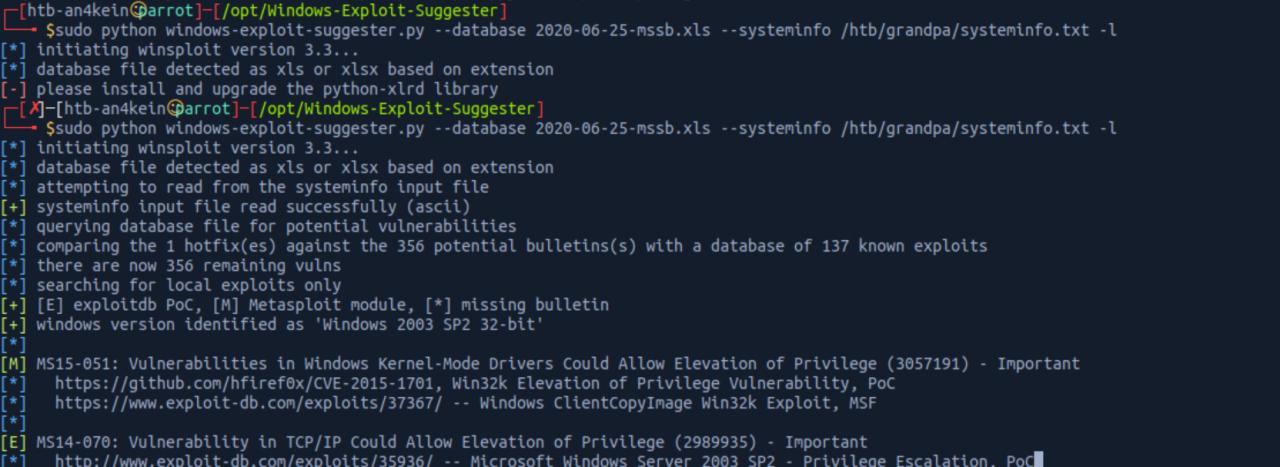 [htb-an4kein☺parrot]─[/opt/Windows-Exploit-Suggester]
$sudo python windows-exploit-suggester.py --database 2020-06-25-mssb.xls --systeminfo /htb/grandpa/systeminfo.txt -l
[*] initiating winsploit version 3.3...
[*] database file detected as xls or xlsx based on extension
[-] please install and upgrade the python-xlrd library
[✗]─[htb-an4kein☺parrot]─[/opt/Windows-Exploit-Suggester]
$sudo python windows-exploit-suggester.py --database 2020-06-25-mssb.xls --systeminfo /htb/grandpa/systeminfo.txt -l
[*] initiating winsploit version 3.3...
[*] database file detected as xls or xlsx based on extension
[*] attempting to read from the systeminfo input file
[+] systeminfo input file read successfully (ascii)
[*] querying database file for potential vulnerabilities
[*] comparing the 1 hotfix(es) against the 356 potential bulletins(s) with a database of 137 known exploits
[*] there are now 356 remaining vulns
[*] searching for local exploits only
[+] [E] exploitdb PoC, [M] Metasploit module, [*] missing bulletin
[+] windows version identified as 'Windows 2003 SP2 32-bit'
[*]
[M] MS15-051: Vulnerabilities in Windows Kernel-Mode Drivers Could Allow Elevation of Privilege (3057191) - Important
[*]   https://github.com/hfiref0x/CVE-2015-1701, Win32k Elevation of Privilege Vulnerability, PoC
[*]   https://www.exploit-db.com/exploits/37367/ -- Windows ClientCopyImage Win32k Exploit, MSF
[*]
[E] MS14-070: Vulnerability in TCP/IP Could Allow Elevation of Privilege (2989935) - Important
[*]   http://www.exploit-db.com/exploits/35936/ -- Microsoft Windows Server 2003 SP2 - Privilege Escalation, PoC